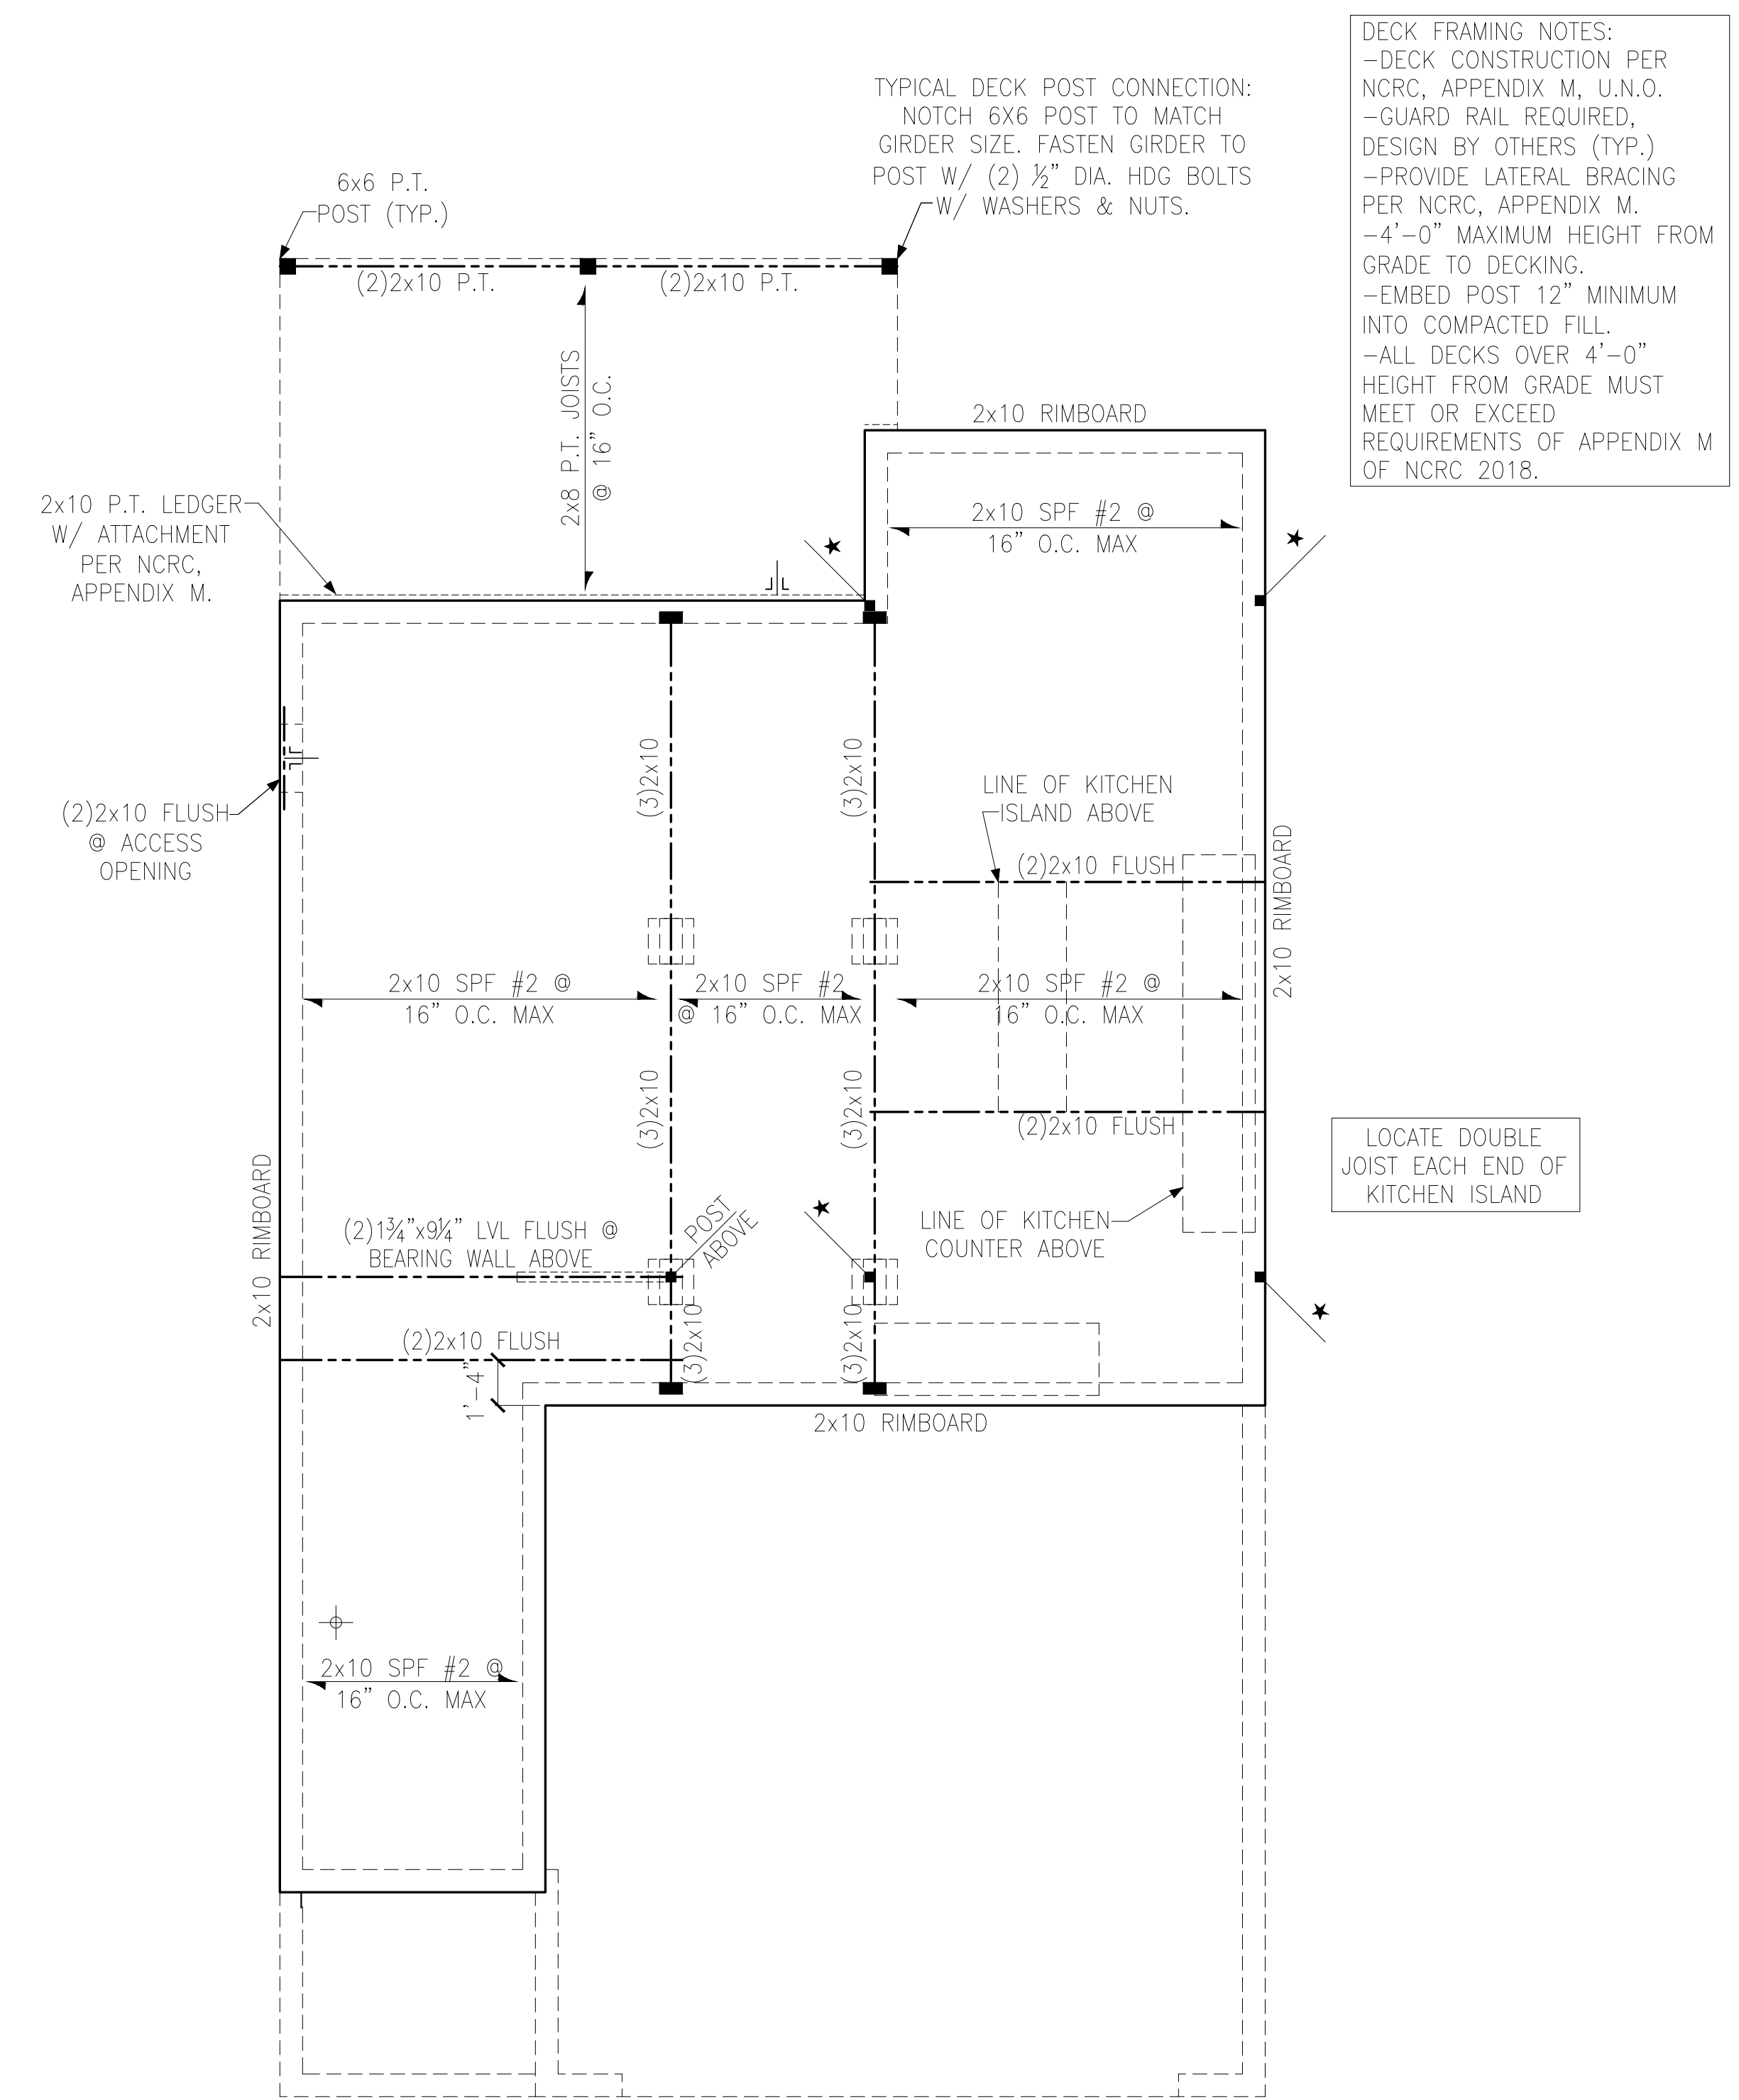 DECK FRAMING NOTES:
-DECK CONSTRUCTION PER
NCRC, APPENDIX M, U.N.O.
-GUARD RAIL REQUIRED,
DESIGN BY OTHERS (TYP.)
-PROVIDE LATERAL BRACING
PER NCRC, APPENDIX M.
-4'-0" MAXIMUM HEIGHT FROM
GRADE TO DECKING.
-EMBED POST 12" MINIMUM
INTO COMPACTED FILL.
-ALL DECKS OVER 4'-0"
HEIGHT FROM GRADE MUST
MEET OR EXCEED
REQUIREMENTS OF APPENDIX M
OF NCRC 2018.
TYPICAL DECK POST CONNECTION:
NOTCH 6X6 POST TO MATCH
GIRDER SIZE. FASTEN GIRDER TO
POST W/ (2) ½" DIA. HDG BOLTS
W/ WASHERS & NUTS.
6x6 P.T.
POST (TYP.)
(2)2x10 P.T.
(2)2x10 P.T.
2x8 P.T. JOISTS
@ 16" O.C.
2x10 RIMBOARD
2x10 P.T. LEDGER
W/ ATTACHMENT
PER NCRC,
APPENDIX M.
2x10 SPF #2 @
16" O.C. MAX
(3)2x10
(3)2x10
LINE OF KITCHEN
ISLAND ABOVE
(2)2x10 FLUSH
@ ACCESS
OPENING
(2)2x10 FLUSH
2x10 RIMBOARD
2x10 SPF #2 @
16" O.C. MAX
2x10 SPF #2
@ 16" O.C. MAX
2x10 SPF #2 @
16" O.C. MAX
(3)2x10
(3)2x10
(2)2x10 FLUSH
LOCATE DOUBLE
JOIST EACH END OF
KITCHEN ISLAND
2x10 RIMBOARD
(2)1¾"x9¼" LVL FLUSH @
BEARING WALL ABOVE
POST
ABOVE
LINE OF KITCHEN
COUNTER ABOVE
(2)2x10 FLUSH
(3)2x10
(3)2x10
1'-4"
2x10 RIMBOARD
2x10 SPF #2 @
16" O.C. MAX